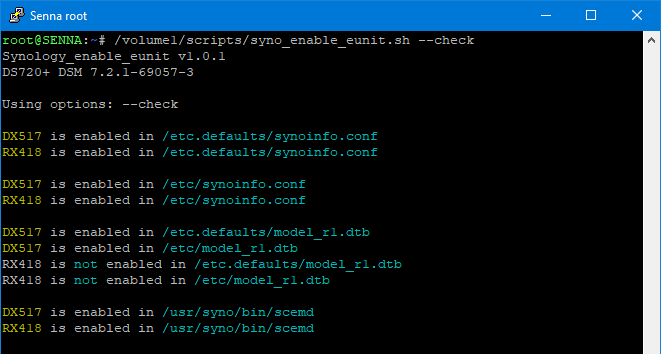 Senna root
root@SENNA:~# /volume1/scripts/syno_enable_eunit.sh --check
Synology_enable_eunit v1.0.1
DS720+ DSM 7.2.1-69057-3
Using options: --check
DX517 is enabled in /etc.defaults/synoinfo.conf
RX418 is enabled in /etc.defaults/synoinfo.conf
DX517 is enabled in /etc/synoinfo.conf
RX418 is enabled in /etc/synoinfo.conf
DX517 is enabled in /etc.defaults/model_r1.dtb
DX517 is enabled in /etc/model_r1.dtb
RX418 is not enabled in /etc.defaults/model_r1.dtb
RX418 is not enabled in /etc/model_r1.dtb
DX517 is enabled in /usr/syno/bin/scemd
RX418 is enabled in /usr/syno/bin/scemd